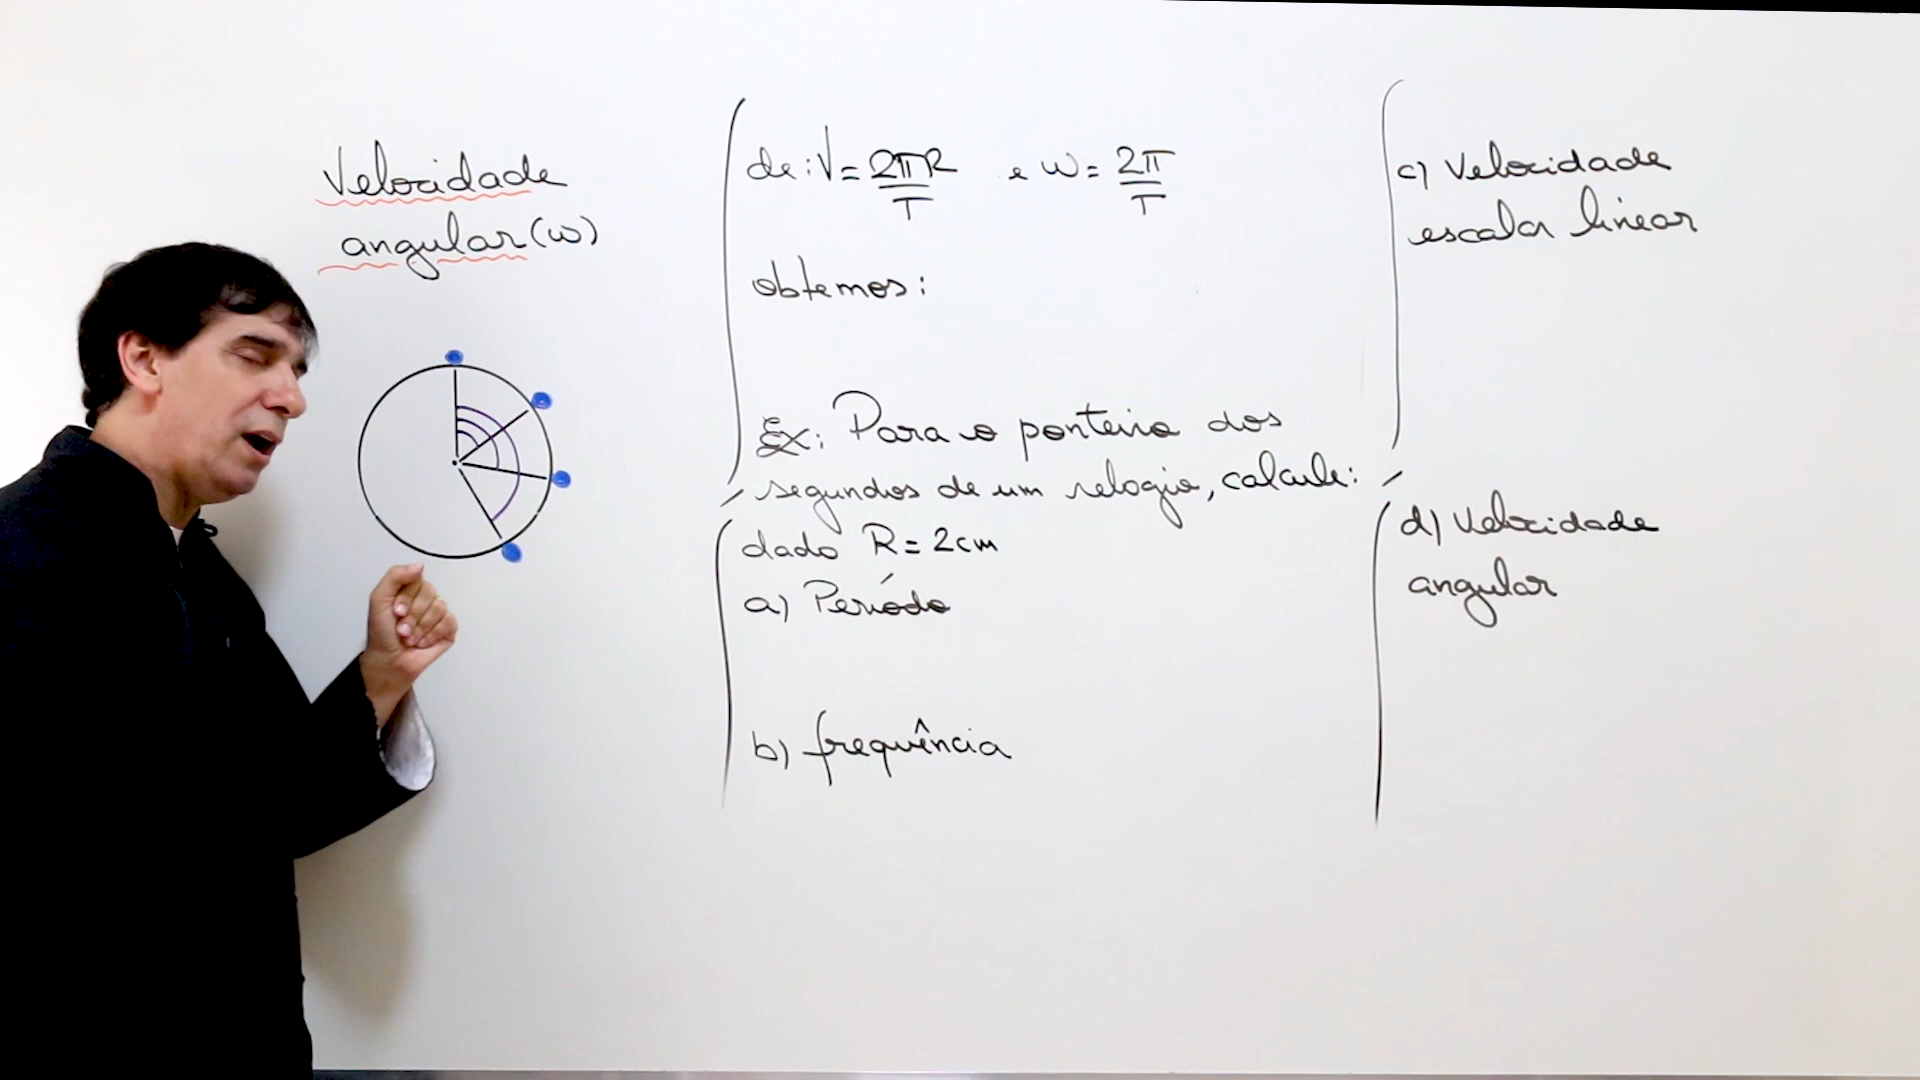 Velocidade
angular (ω)
de: V = 2πR/T e ω = 2π/T
obtemos:
Ex: Para o ponteiro dos
segundos de um relogio, calcule:
dado R = 2cm
a) Período
b) frequência
c) Velocidade
escalar linear
d) Velocidade
angular